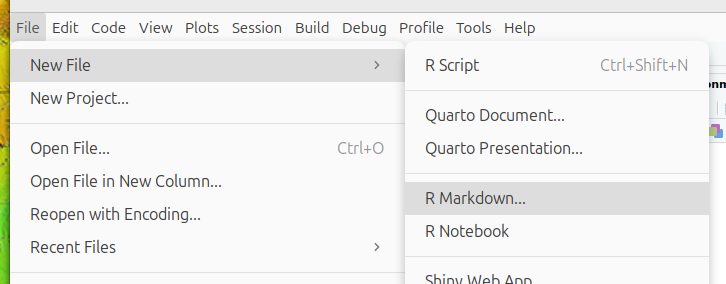 File Edit Code View Plots Session Build Debug Profile Tools Help
New File
New Project...
Open File... Ctrl+O
Open File in New Column...
Reopen with Encoding...
Recent Files
R Script Ctrl+Shift+N
Quarto Document...
Quarto Presentation...
R Markdown...
R Notebook
Shiny Web App